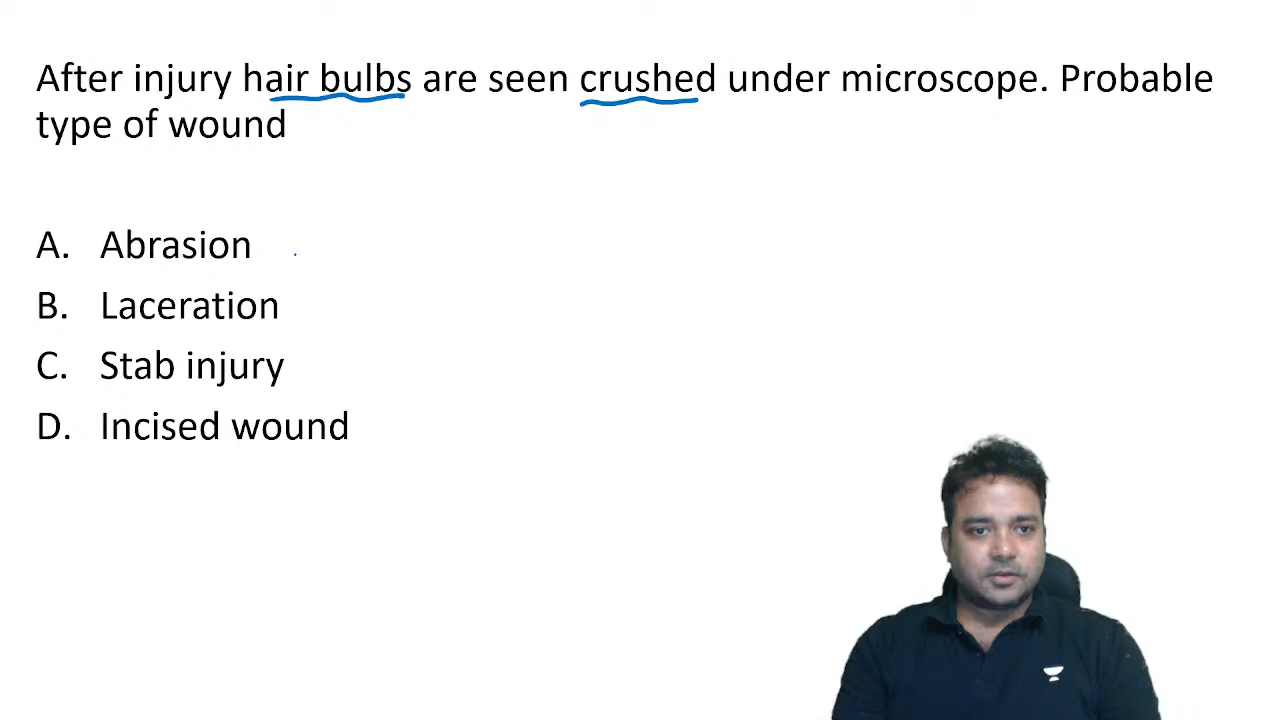 After injury hair bulbs are seen crushed under microscope. Probable
type of wound
A. Abrasion
B. Laceration
C. Stab injury
D. Incised wound